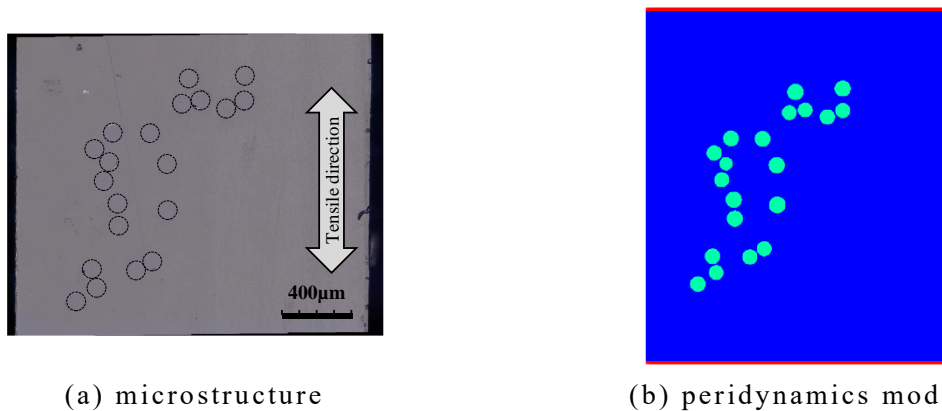 Tensile direction
400μm
(a) microstructure
(b) peridynamics mod